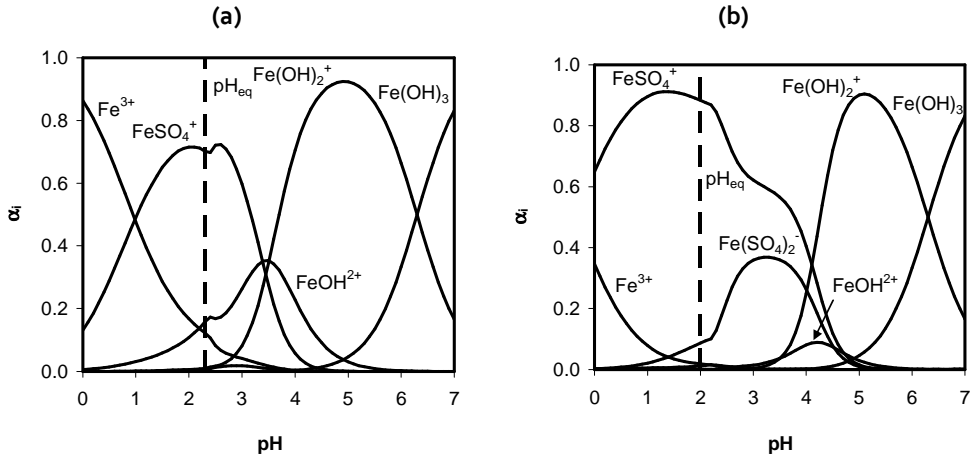 (a)
1.0
0.8
0.6
0.4
0.2
0.0
0 1 2 3 4 5 6 7
pH
Fe³⁺
FeSO₄⁺
pHₑq
Fe(OH)₂⁺
Fe(OH)₃
FeOH²⁺
αᵢ
(b)
1.0
0.8
0.6
0.4
0.2
0.0
0 1 2 3 4 5 6 7
pH
αᵢ
FeSO₄⁺
Fe³⁺
pHₑq
Fe(SO₄)₂⁻
Fe(OH)₂⁺
Fe(OH)₃
FeOH²⁺